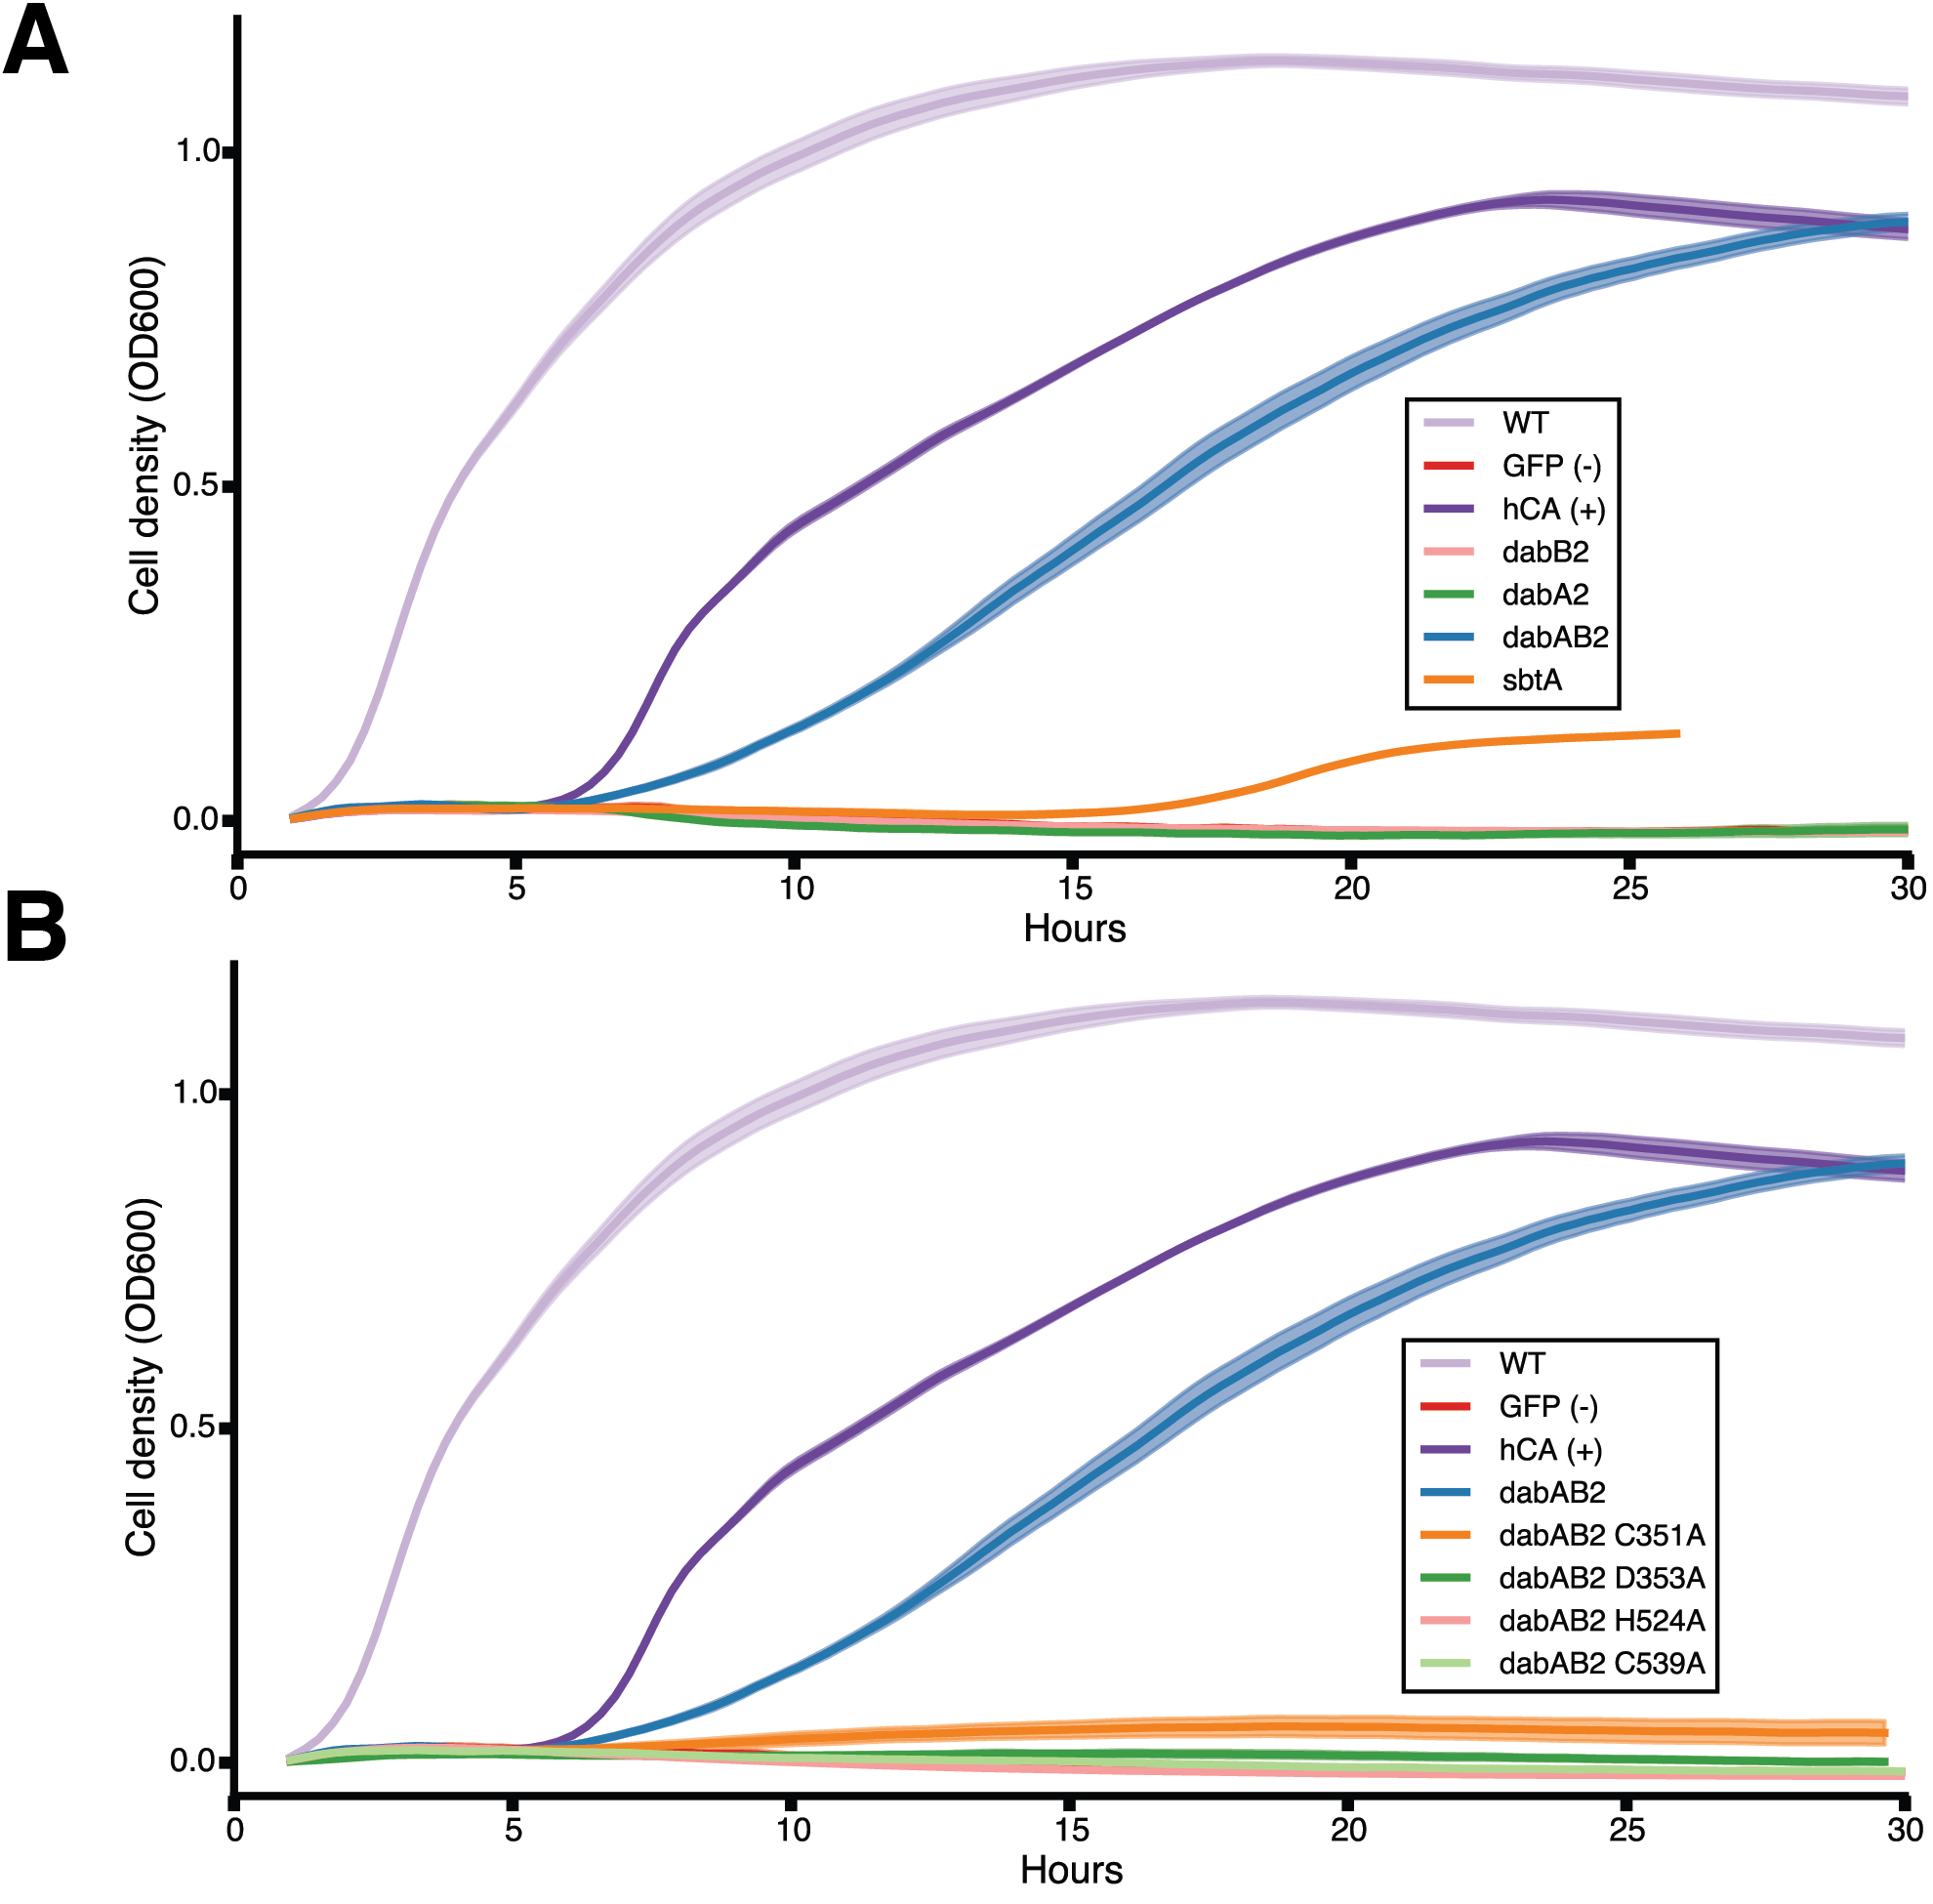 A
Cell density (OD600)
1.0
0.5
0.0
WT
GFP (-)
hCA (+)
dabB2
dabA2
dabAB2
sbtA
0 5 10 15 20 25 30
Hours
B
Cell density (OD600)
1.0
0.5
0.0
WT
GFP (-)
hCA (+)
dabAB2
dabAB2 C351A
dabAB2 D353A
dabAB2 H524A
dabAB2 C539A
0 5 10 15 20 25 30
Hours